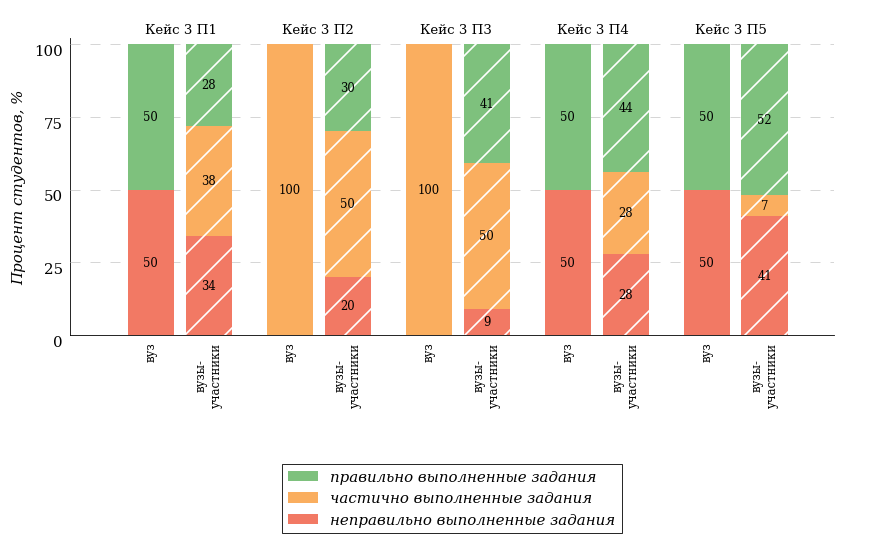 Кейс 3 П1 Кейс 3 П2 Кейс 3 П3 Кейс 3 П4 Кейс 3 П5
Процент студентов, %
100
75
50
25
0
50
50
28
38
34
100
30
50
20
100
41
50
9
50
50
44
28
28
50
50
52
7
41
вуз
вузы-
участники
вуз
вузы-
участники
вуз
вузы-
участники
вуз
вузы-
участники
вуз
вузы-
участники
правильно выполненные задания
частично выполненные задания
неправильно выполненные задания